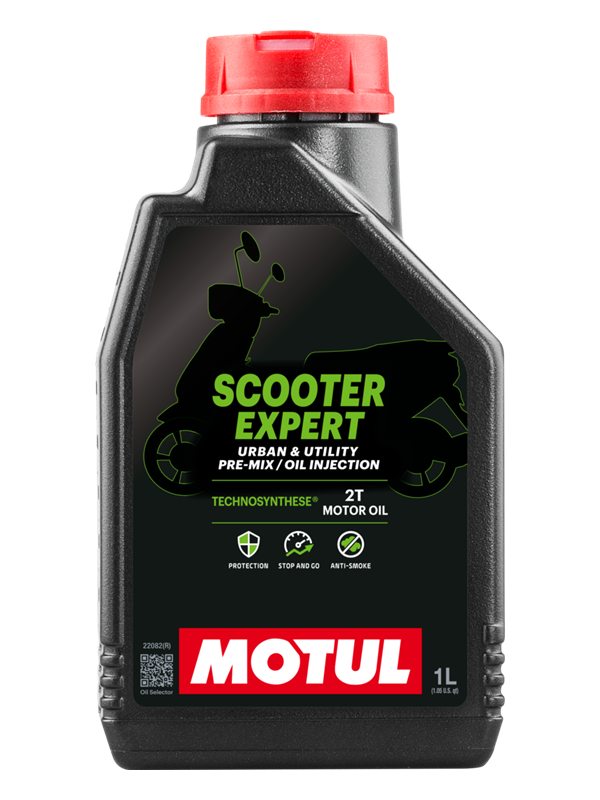 SCOOTER
EXPERT
URBAN & UTILITY
PRE-MIX / OIL INJECTION
TECHNOSYNTHESE® 2T
MOTOR OIL
PROTECTION STOP AND GO ANTI-SMOKE
22082(R)
Oil Selector
MOTUL
1L
(1.05 U.S. qt)